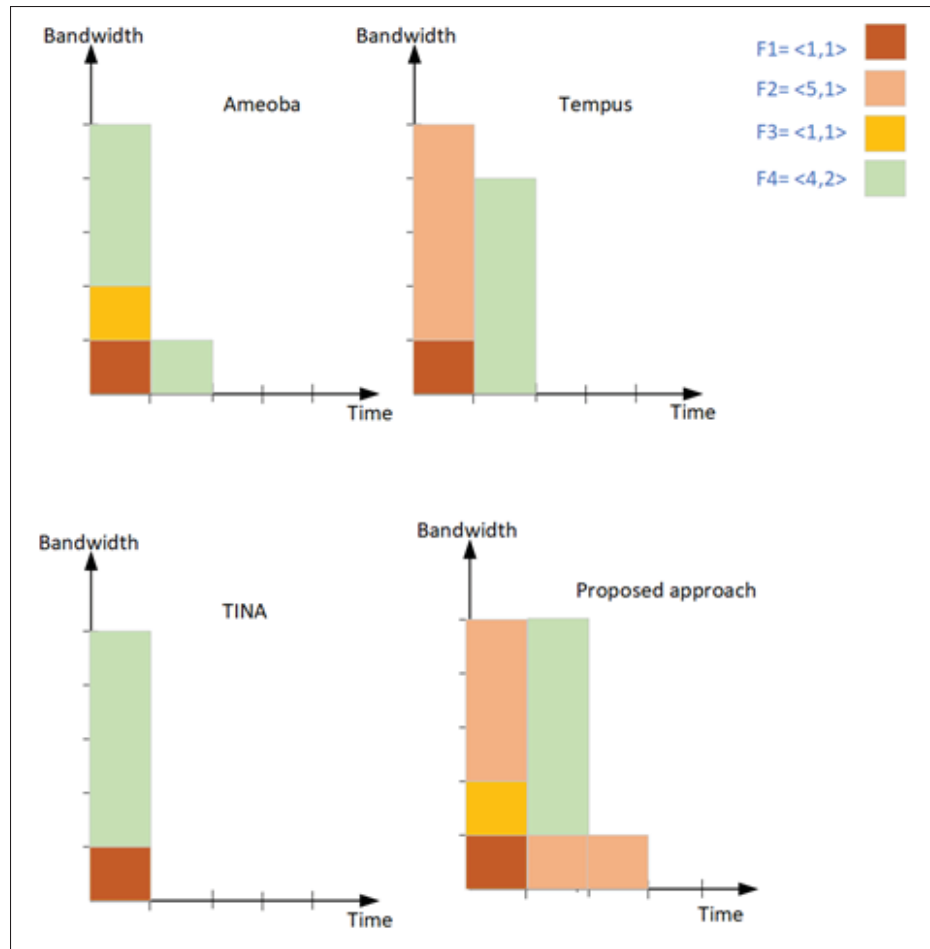 Bandwidth
Ameoba
Time
Bandwidth
Tempus
Time
F1= <1,1>
F2= <5,1>
F3= <1,1>
F4= <4,2>
Bandwidth
TINA
Time
Bandwidth
Proposed approach
Time